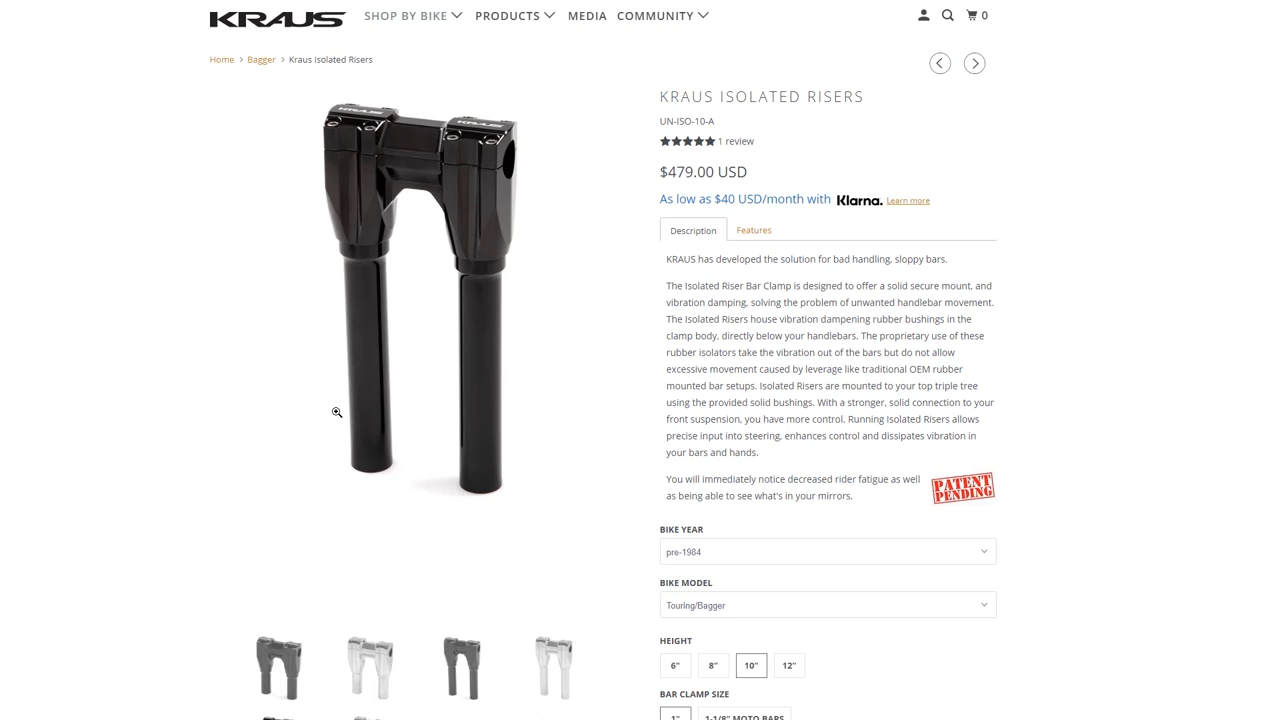 KRAUS
SHOP BY BIKE
PRODUCTS
MEDIA
COMMUNITY
0
Home > Bagger > Kraus Isolated Risers
KRAUS
KRAUS
KRAUS ISOLATED RISERS
UN-ISO-10-A
1 review
$479.00 USD
As low as $40 USD/month with Klarna. Learn more
Description
Features
KRAUS has developed the solution for bad handling, sloppy bars.
The Isolated Riser Bar Clamp is designed to offer a solid secure mount, and
vibration damping, solving the problem of unwanted handlebar movement.
The Isolated Risers house vibration dampening rubber bushings in the
clamp body, directly below your handlebars. The proprietary use of these
rubber isolators take the vibration out of the bars but do not allow
excessive movement caused by leverage like traditional OEM rubber
mounted bar setups. Isolated Risers are mounted to your top triple tree
using the provided solid bushings. With a stronger, solid connection to your
front suspension, you have more control. Running Isolated Risers allows
precise input into steering, enhances control and dissipates vibration in
your bars and hands.
You will immediately notice decreased rider fatigue as well
as being able to see what's in your mirrors.
PATENT
PENDING
BIKE YEAR
pre-1984
BIKE MODEL
Touring/Bagger
HEIGHT
6" 8" 10" 12"
BAR CLAMP SIZE
1" 1-1/8" MOTO BARS